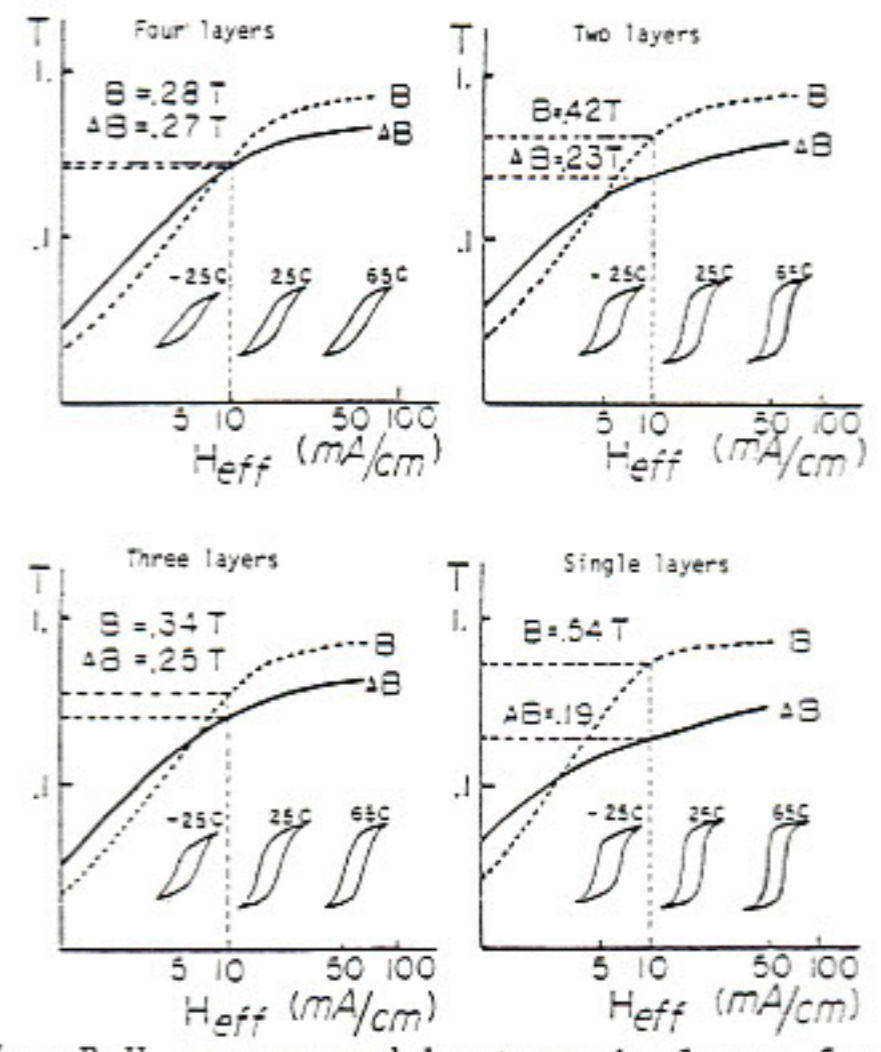 Four layers
T
1.
B = .28 T
ΔB = .27 T
B
ΔB
.1
-25C 25C 65C
5 10 50 100
Heff (mA/cm)
Two layers
T
1.
B=.42T
ΔB=.23T
B
ΔB
.1
-25C 25C 65C
5 10 50 100
Heff (mA/cm)
Three layers
T
1.
B = .34 T
ΔB = .25 T
B
ΔB
.1
-25C 25C 65C
5 10 50 100
Heff (mA/cm)
Single layers
T
1.
B=.54 T
ΔB=.19
B
ΔB
.1
-25C 25C 65C
5 10 50 100
Heff (mA/cm)